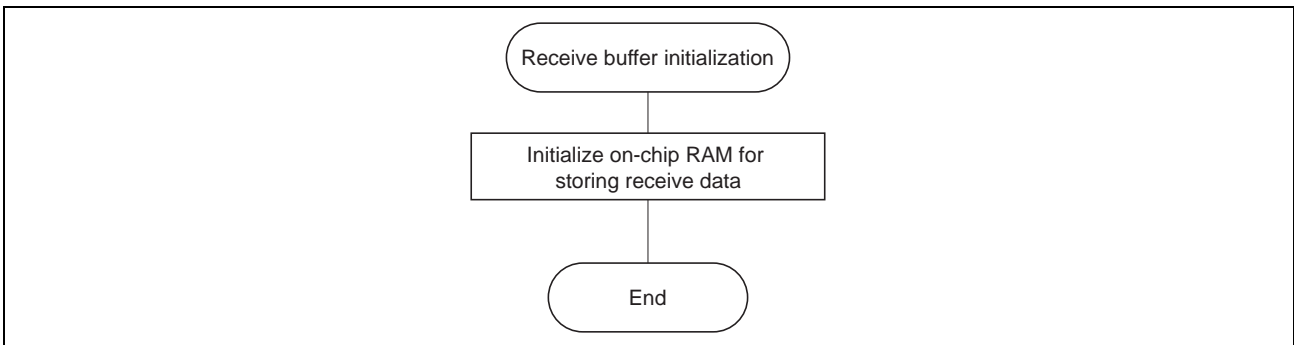 Receive buffer initialization
Initialize on-chip RAM for
storing receive data
End